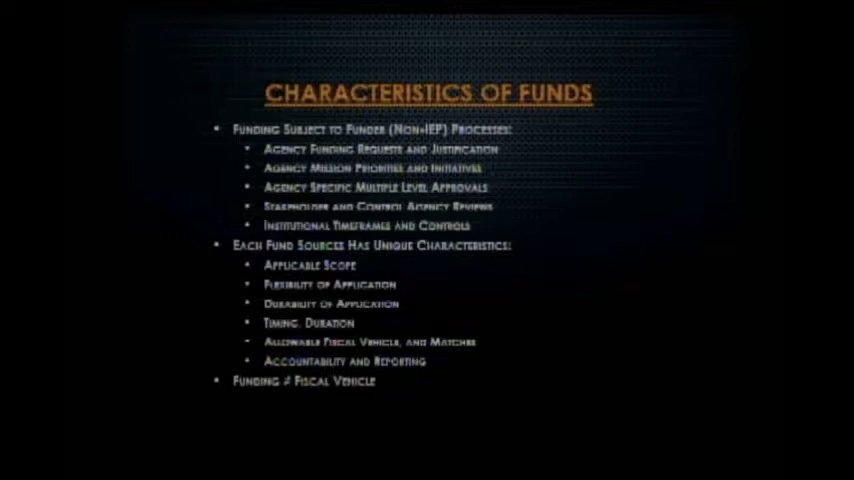 CHARACTERISTICS OF FUNDS
• FUNDING SUBJECT TO FUNDER (NON-IEP) PROCESSES:
• AGENCY FUNDING REQUESTS AND JUSTIFICATION
• AGENCY MISSION PRIORITIES AND INITIATIVES
• AGENCY SPECIFIC MULTIPLE LEVEL APPROVALS
• STAKEHOLDER AND CONTROL AGENCY REVIEWS
• INSTITUTIONAL TIMEFRAMES AND CONTROLS
• EACH FUND SOURCES HAS UNIQUE CHARACTERISTICS:
• APPLICABLE SCOPE
• FLEXIBILITY OF APPLICATION
• DURABILITY OF APPLICATION
• TIMING, DURATION
• ALLOWABLE FISCAL VEHICLE, AND MATCHES
• ACCOUNTABILITY AND REPORTING
• FUNDING ≠ FISCAL VEHICLE